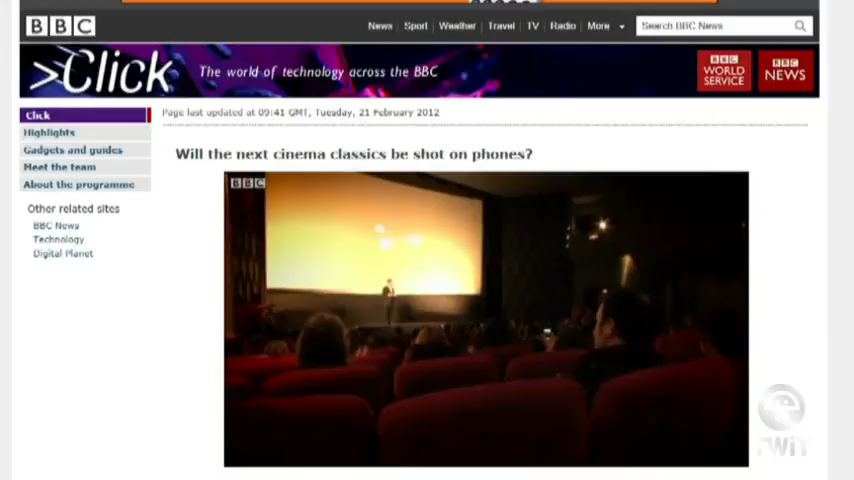 BBC
News Sport Weather Travel TV Radio More Search BBC News
>Click The world of technology across the BBC
BBC WORLD SERVICE
BBC NEWS
Click
Page last updated at 09:41 GMT, Tuesday, 21 February 2012
Highlights
Gadgets and guides
Meet the team
About the programme
Will the next cinema classics be shot on phones?
Other related sites
BBC News
Technology
Digital Planet
BBC
TWiT